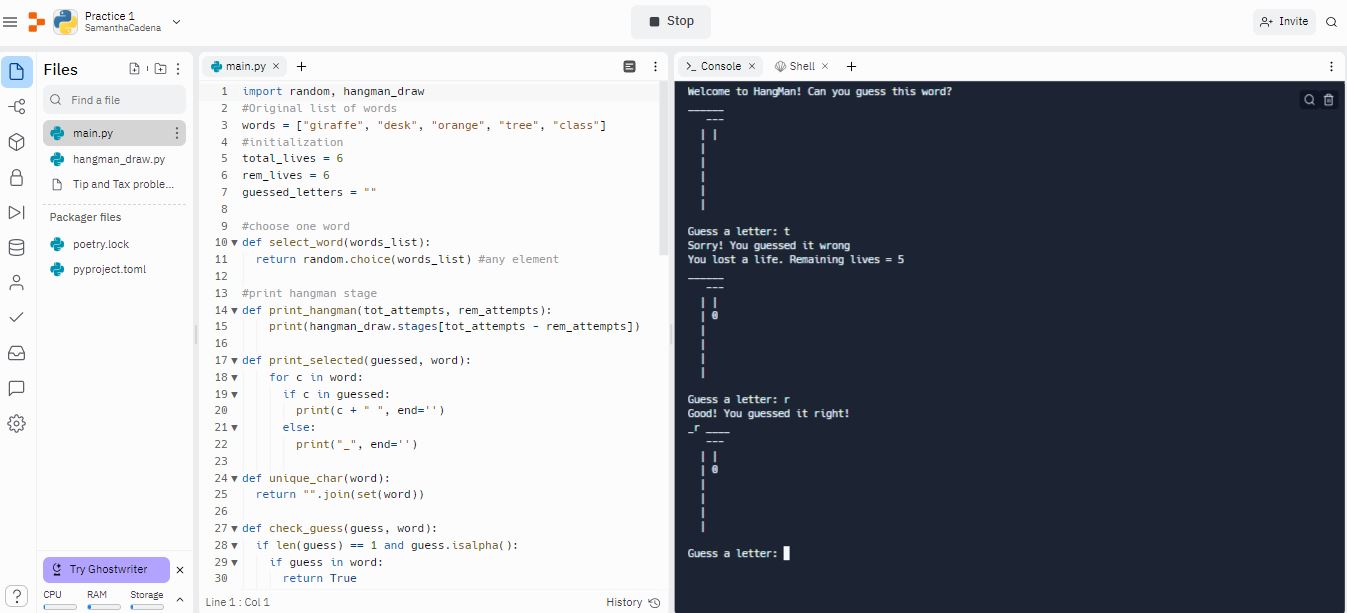 Practice 1
SamanthaCadena
Stop
Invite
Files
Find a file
main.py
hangman_draw.py
Tip and Tax proble...
Packager files
poetry.lock
pyproject.toml
Try Ghostwriter
CPU RAM Storage
main.py
1 import random, hangman_draw
2 #Original list of words
3 words = ["giraffe", "desk", "orange", "tree", "class"]
4 #initialization
5 total_lives = 6
6 rem_lives = 6
7 guessed_letters = ""
8
9 #choose one word
10 def select_word(words_list):
11 return random.choice(words_list) #any element
12
13 #print hangman stage
14 def print_hangman(tot_attempts, rem_attempts):
15 print(hangman_draw.stages[tot_attempts - rem_attempts])
16
17 def print_selected(guessed, word):
18 for c in word:
19 if c in guessed:
20 print(c + " ", end='')
21 else:
22 print("_", end='')
23
24 def unique_char(word):
25 return "".join(set(word))
26
27 def check_guess(guess, word):
28 if len(guess) == 1 and guess.isalpha():
29 if guess in word:
30 return True
Line 1 : Col 1
History
Console
Shell
Welcome to HangMan! Can you guess this word?
______
---
| |
|
|
|
|
|
Guess a letter: t
Sorry! You guessed it wrong
You lost a life. Remaining lives = 5
______
---
| |
| 0
|
|
|
|
Guess a letter: r
Good! You guessed it right!
_r ____
---
| |
| 0
|
|
|
|
Guess a letter: